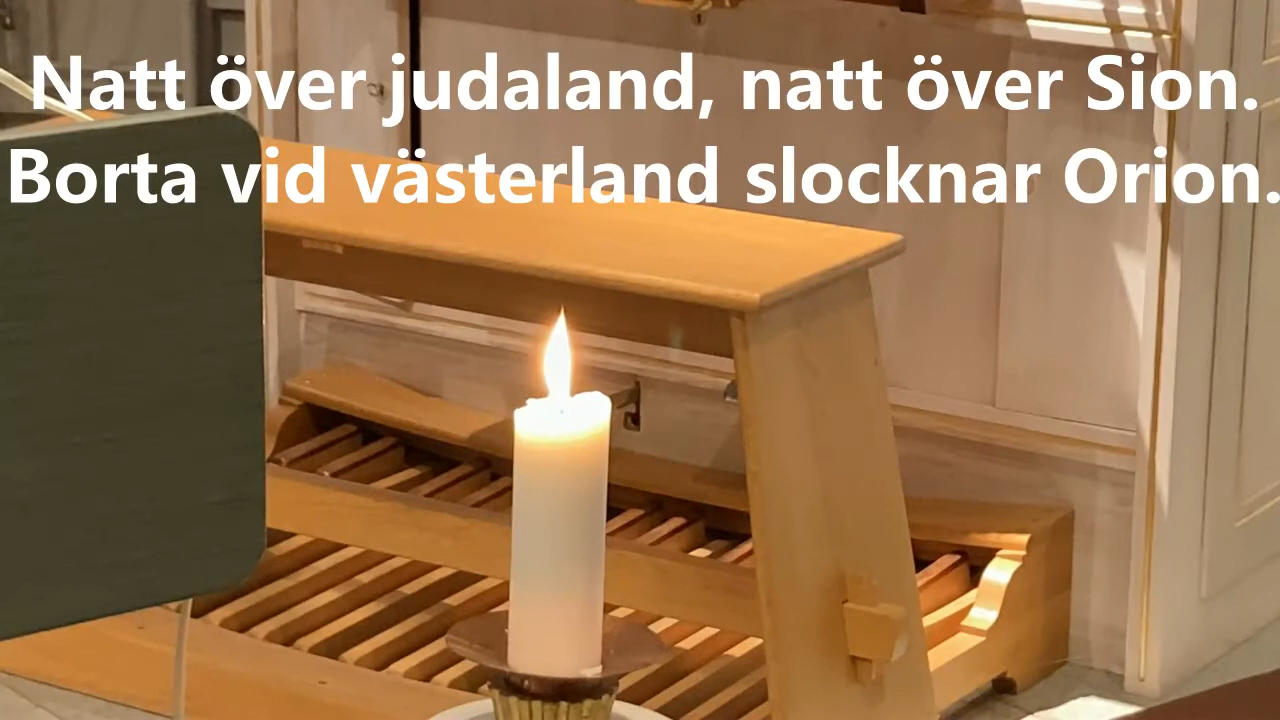 Natt över judaland, natt över Sion.
Borta vid västerland slocknar Orion.